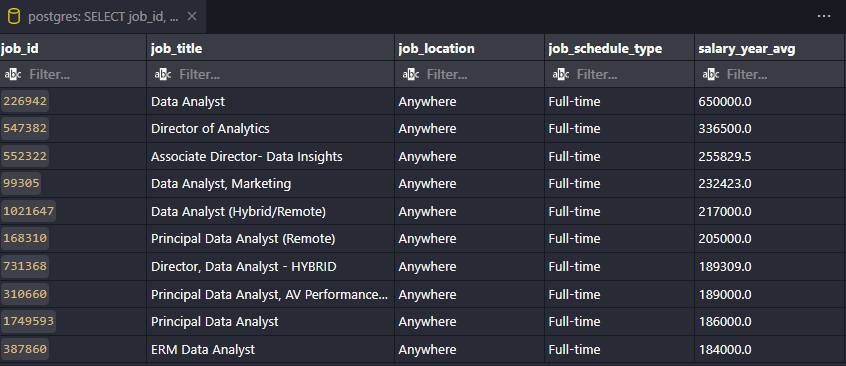 postgres: SELECT job_id, ...
job_id job_title job_location job_schedule_type salary_year_avg
abc Filter... abc Filter... abc Filter... abc Filter... abc Filter...
226942 Data Analyst Anywhere Full-time 650000.0
547382 Director of Analytics Anywhere Full-time 336500.0
552322 Associate Director- Data Insights Anywhere Full-time 255829.5
99305 Data Analyst, Marketing Anywhere Full-time 232423.0
1021647 Data Analyst (Hybrid/Remote) Anywhere Full-time 217000.0
168310 Principal Data Analyst (Remote) Anywhere Full-time 205000.0
731368 Director, Data Analyst - HYBRID Anywhere Full-time 189309.0
310660 Principal Data Analyst, AV Performance... Anywhere Full-time 189000.0
1749593 Principal Data Analyst Anywhere Full-time 186000.0
387860 ERM Data Analyst Anywhere Full-time 184000.0